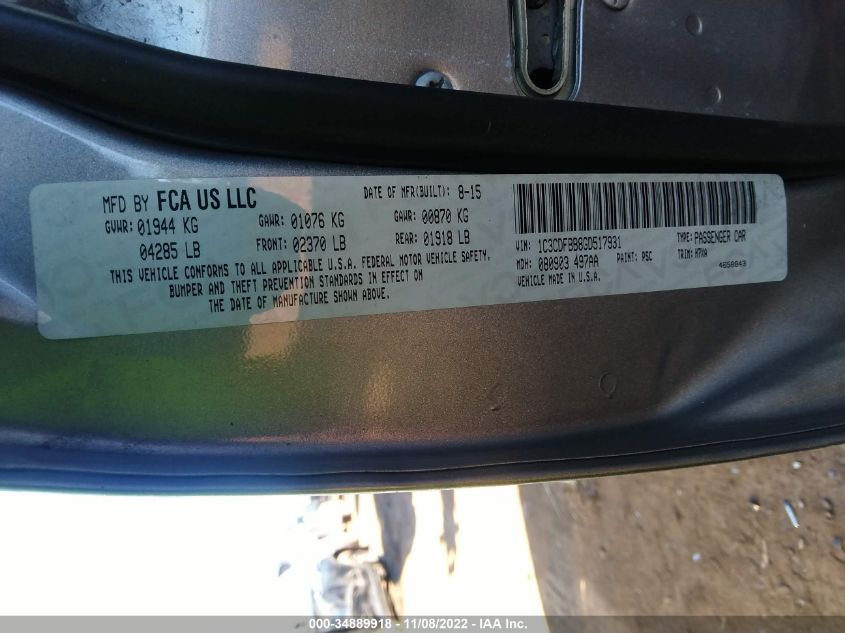 MFD BY FCA US LLC
DATE OF MFR(BUILT): 8-15
GVWR: 01944 KG GAWR: 01076 KG GAWR: 00870 KG
04285 LB FRONT: 02370 LB REAR: 01918 LB
THIS VEHICLE CONFORMS TO ALL APPLICABLE U.S.A. FEDERAL MOTOR VEHICLE SAFETY,
BUMPER AND THEFT PREVENTION STANDARDS IN EFFECT ON
THE DATE OF MANUFACTURE SHOWN ABOVE.
VIN: 1C3CDFBB8GD517931 TYPE: PASSENGER CAR
MDH: 080903 497AA PAINT: PSC TRIM: H7XA
VEHICLE MADE IN U.S.A. 4658843
000-34889918 - 11/08/2022 - IAA Inc.